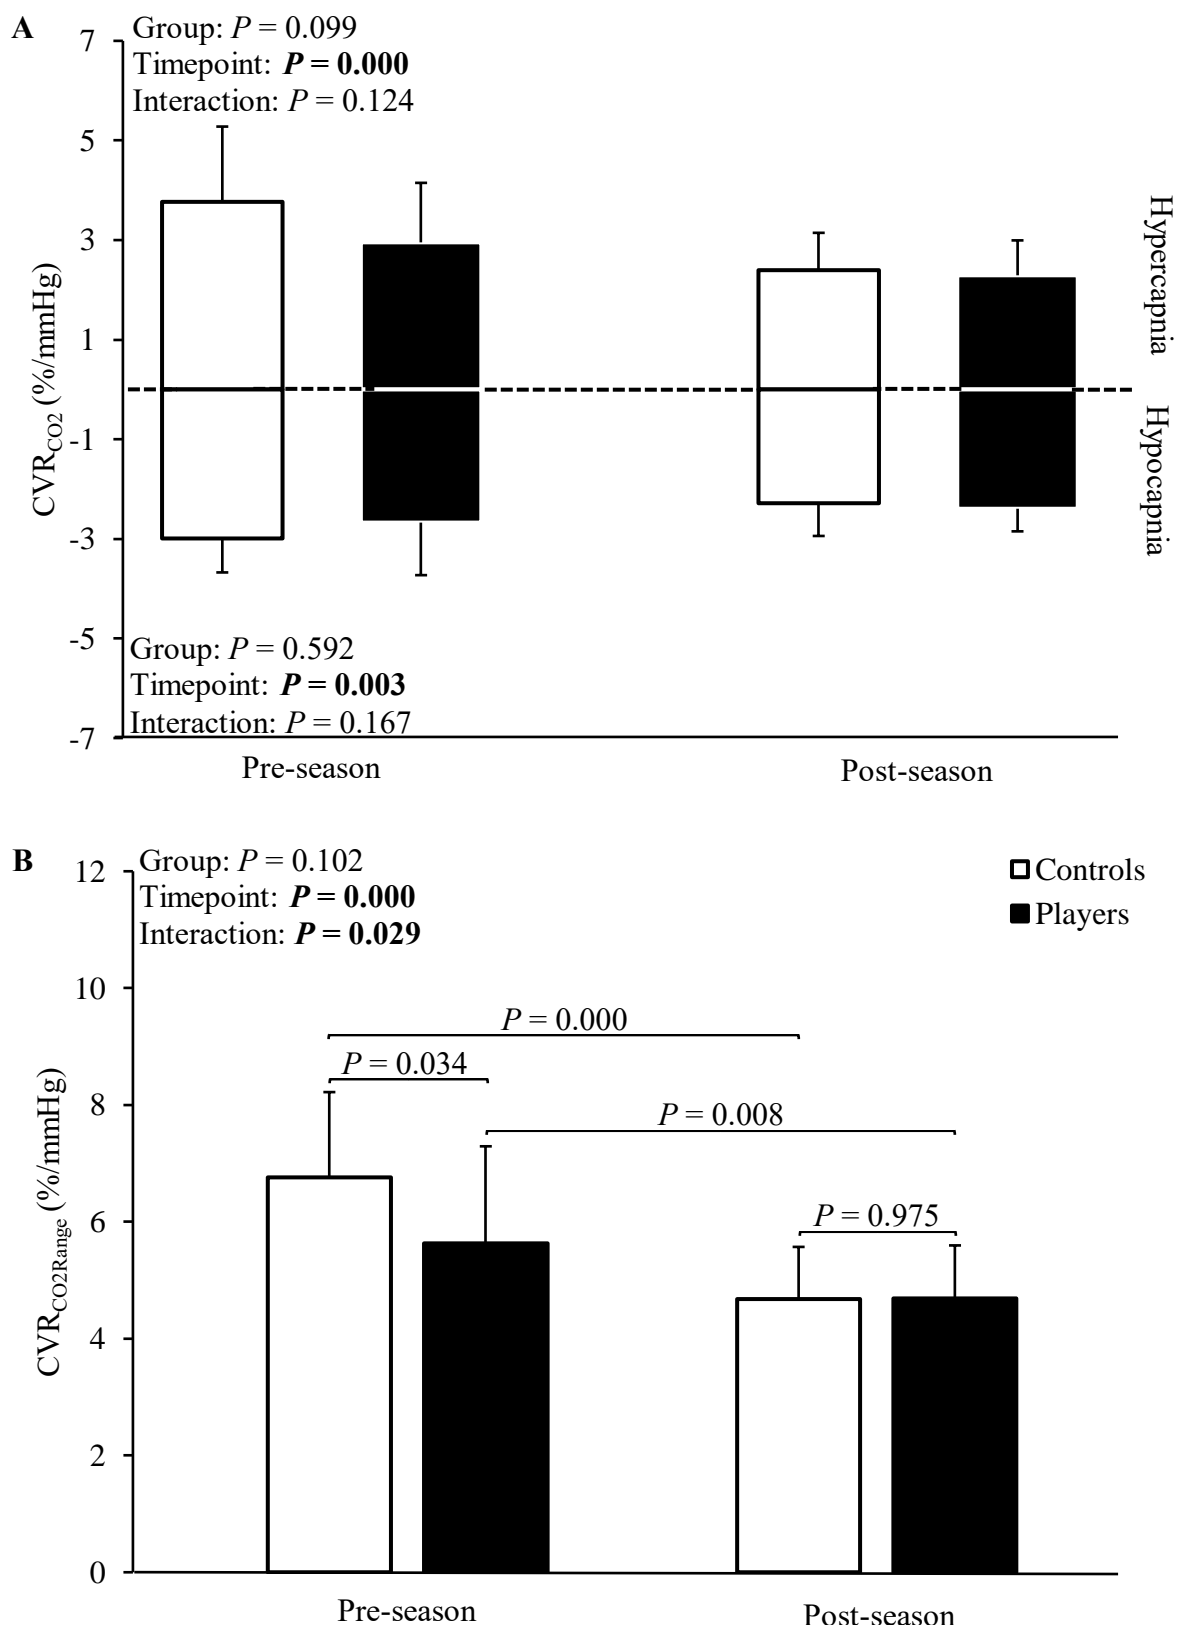 A
Group: P = 0.099
Timepoint: P = 0.000
Interaction: P = 0.124
7
5
3
1
-1
-3
-5
-7
CVRCO2 (%/mmHg)
Hypercapnia
Hypocapnia
Group: P = 0.592
Timepoint: P = 0.003
Interaction: P = 0.167
Pre-season
Post-season
B
Group: P = 0.102
Timepoint: P = 0.000
Interaction: P = 0.029
Controls
Players
12
10
8
6
4
2
0
CVRCO2Range (%/mmHg)
P = 0.000
P = 0.034
P = 0.008
P = 0.975
Pre-season
Post-season